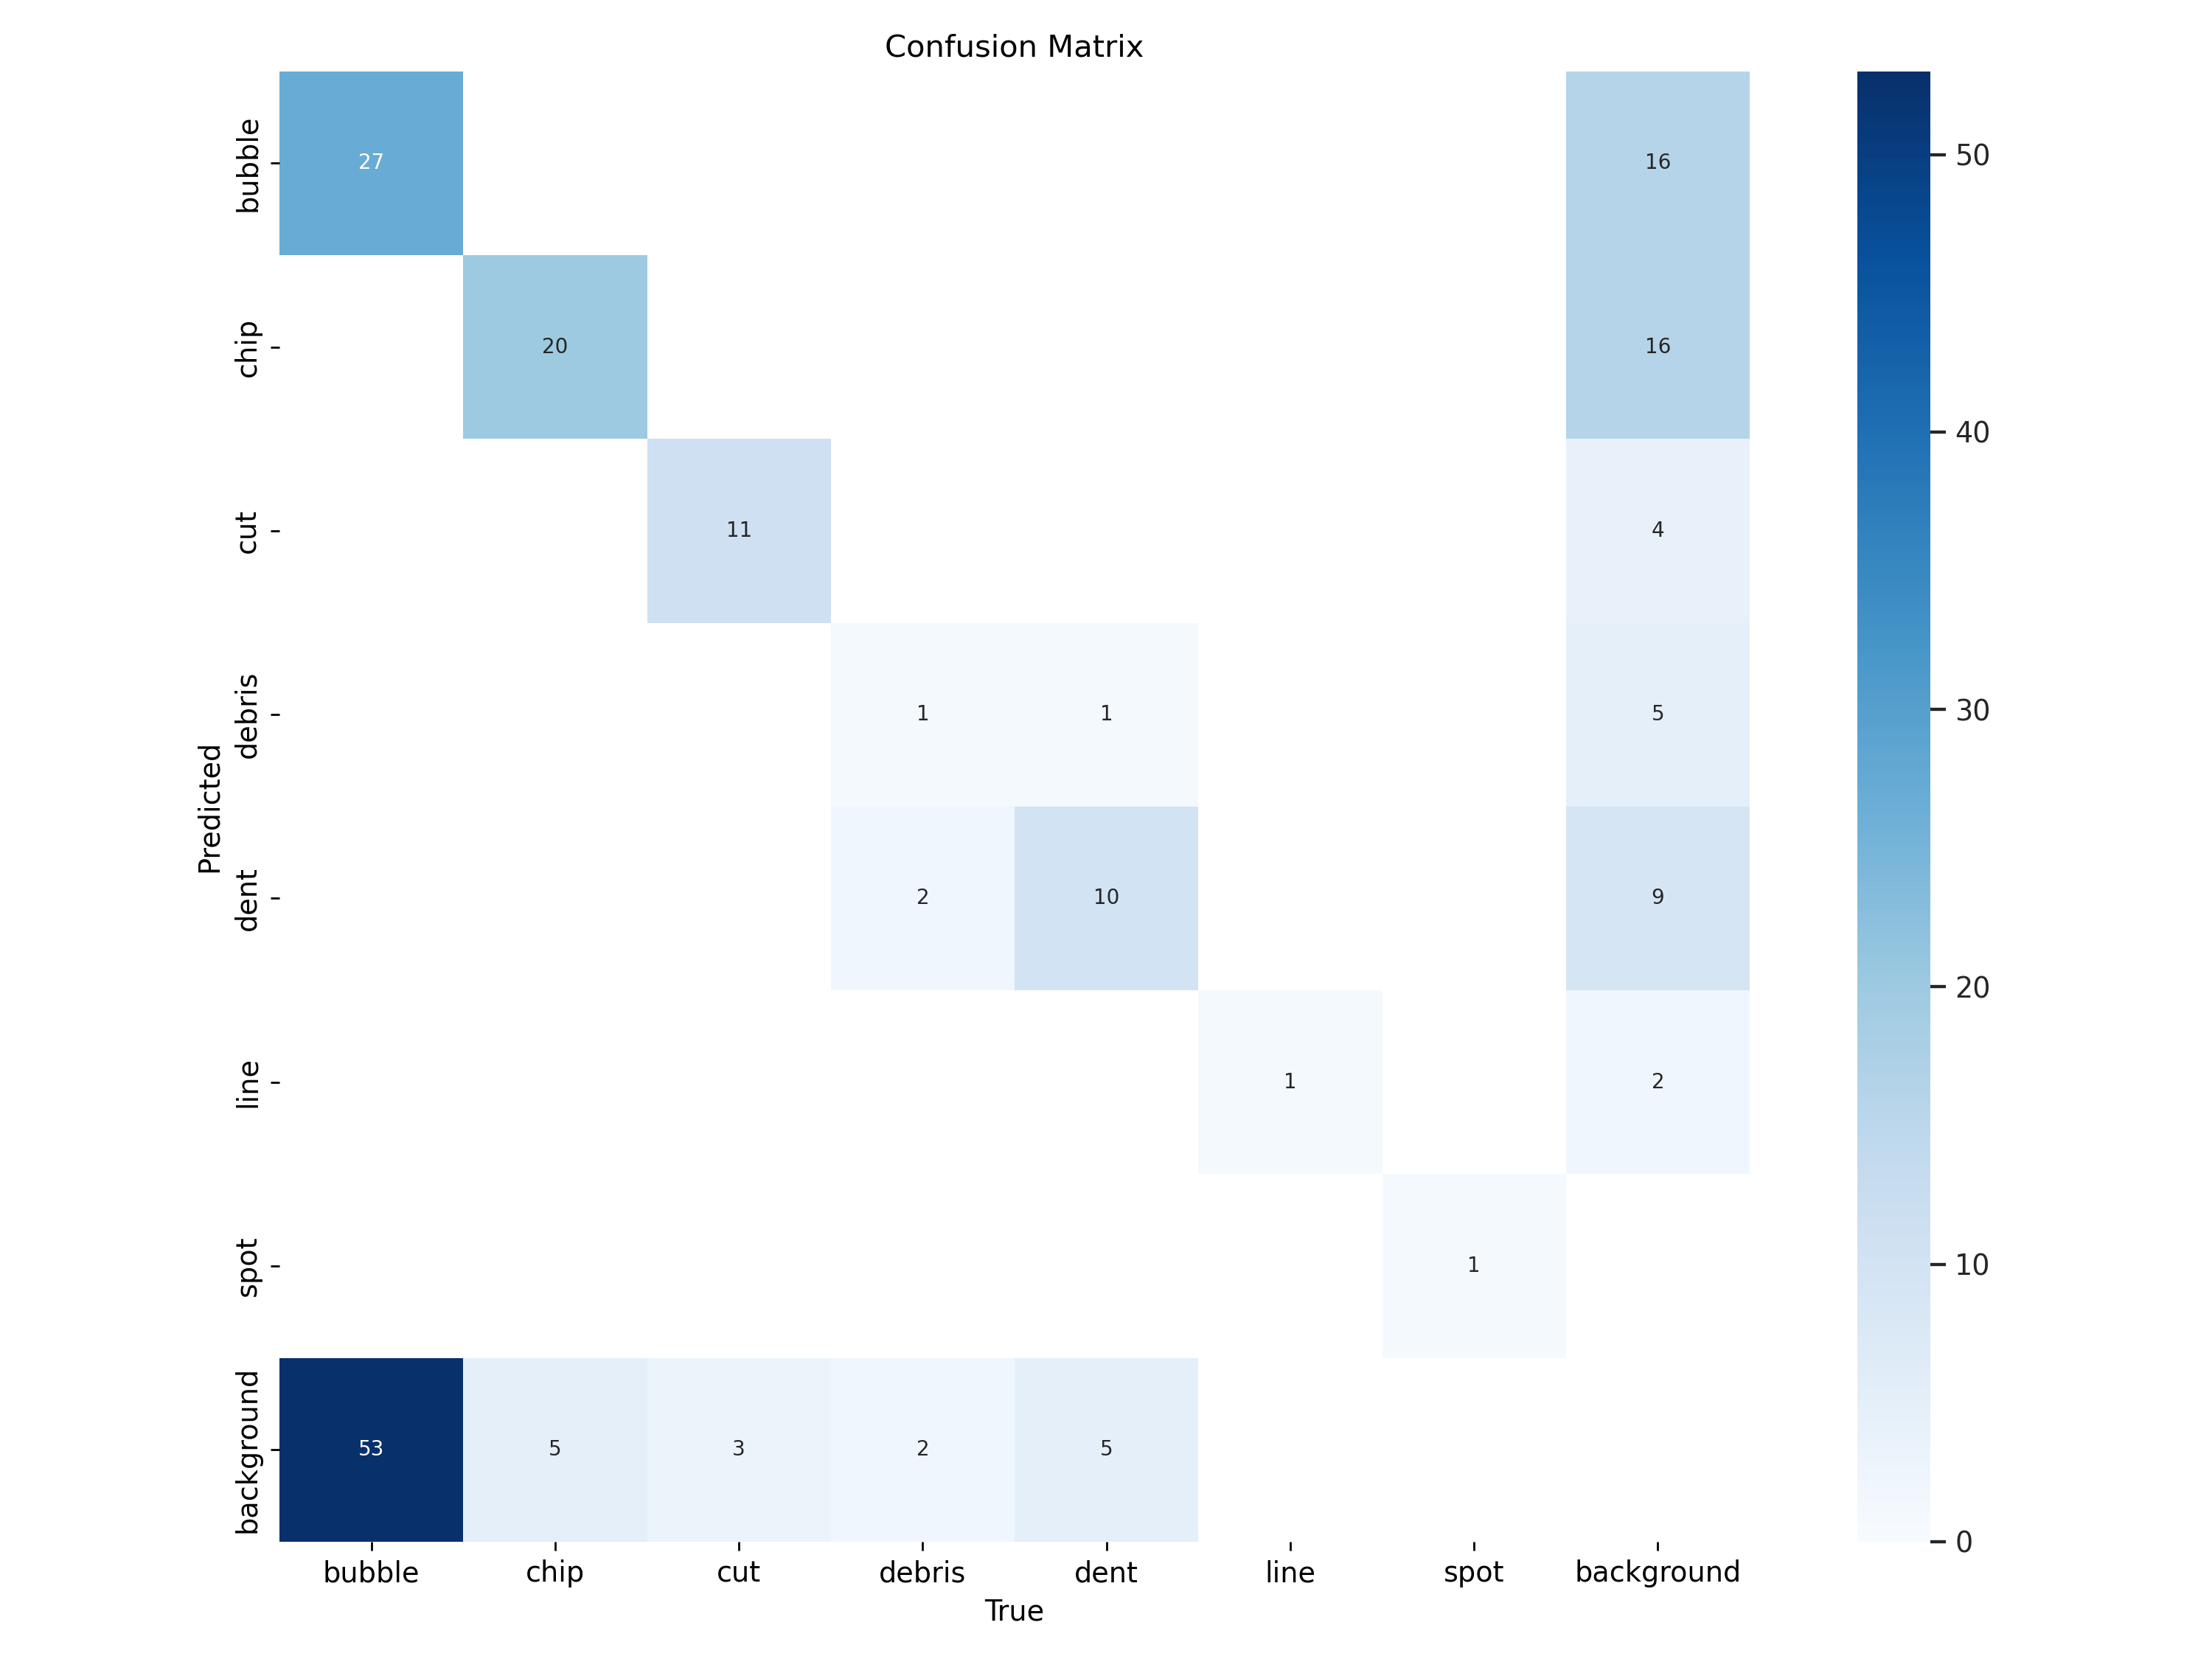 Confusion Matrix
bubble
27
16
50
chip
20
16
40
cut
11
4
30
debris
1
1
5
Predicted
dent
2
10
9
20
line
1
2
10
spot
1
background
53
5
3
2
5
0
bubble
chip
cut
debris
dent
line
spot
background
True